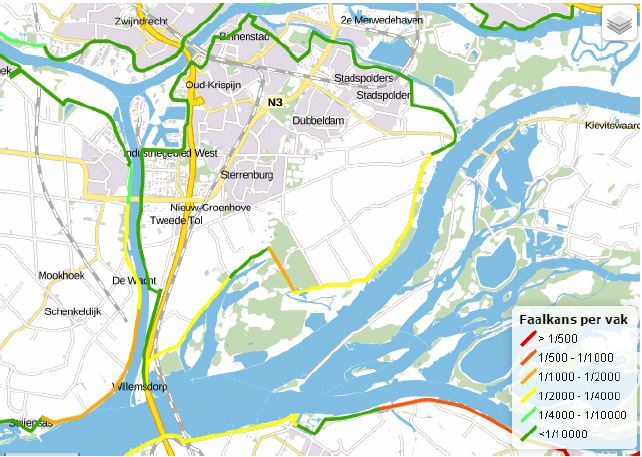 Zwijndrecht
2e Merwedehaven
Binnenstad
Oud-Krispijn
Stadspolders
Stadspolder
N3
Dubbeldam
Kievitswaard
Industriegebied West
Sterrenburg
Nieuw-Groenhove
Tweede Tol
Mookhoek
De Wacht
Schenkeldijk
Willemsdorp
Strijensas
Faalkans per vak
> 1/500
1/500 - 1/1000
1/1000 - 1/2000
1/2000 - 1/4000
1/4000 - 1/10000
<1/10000